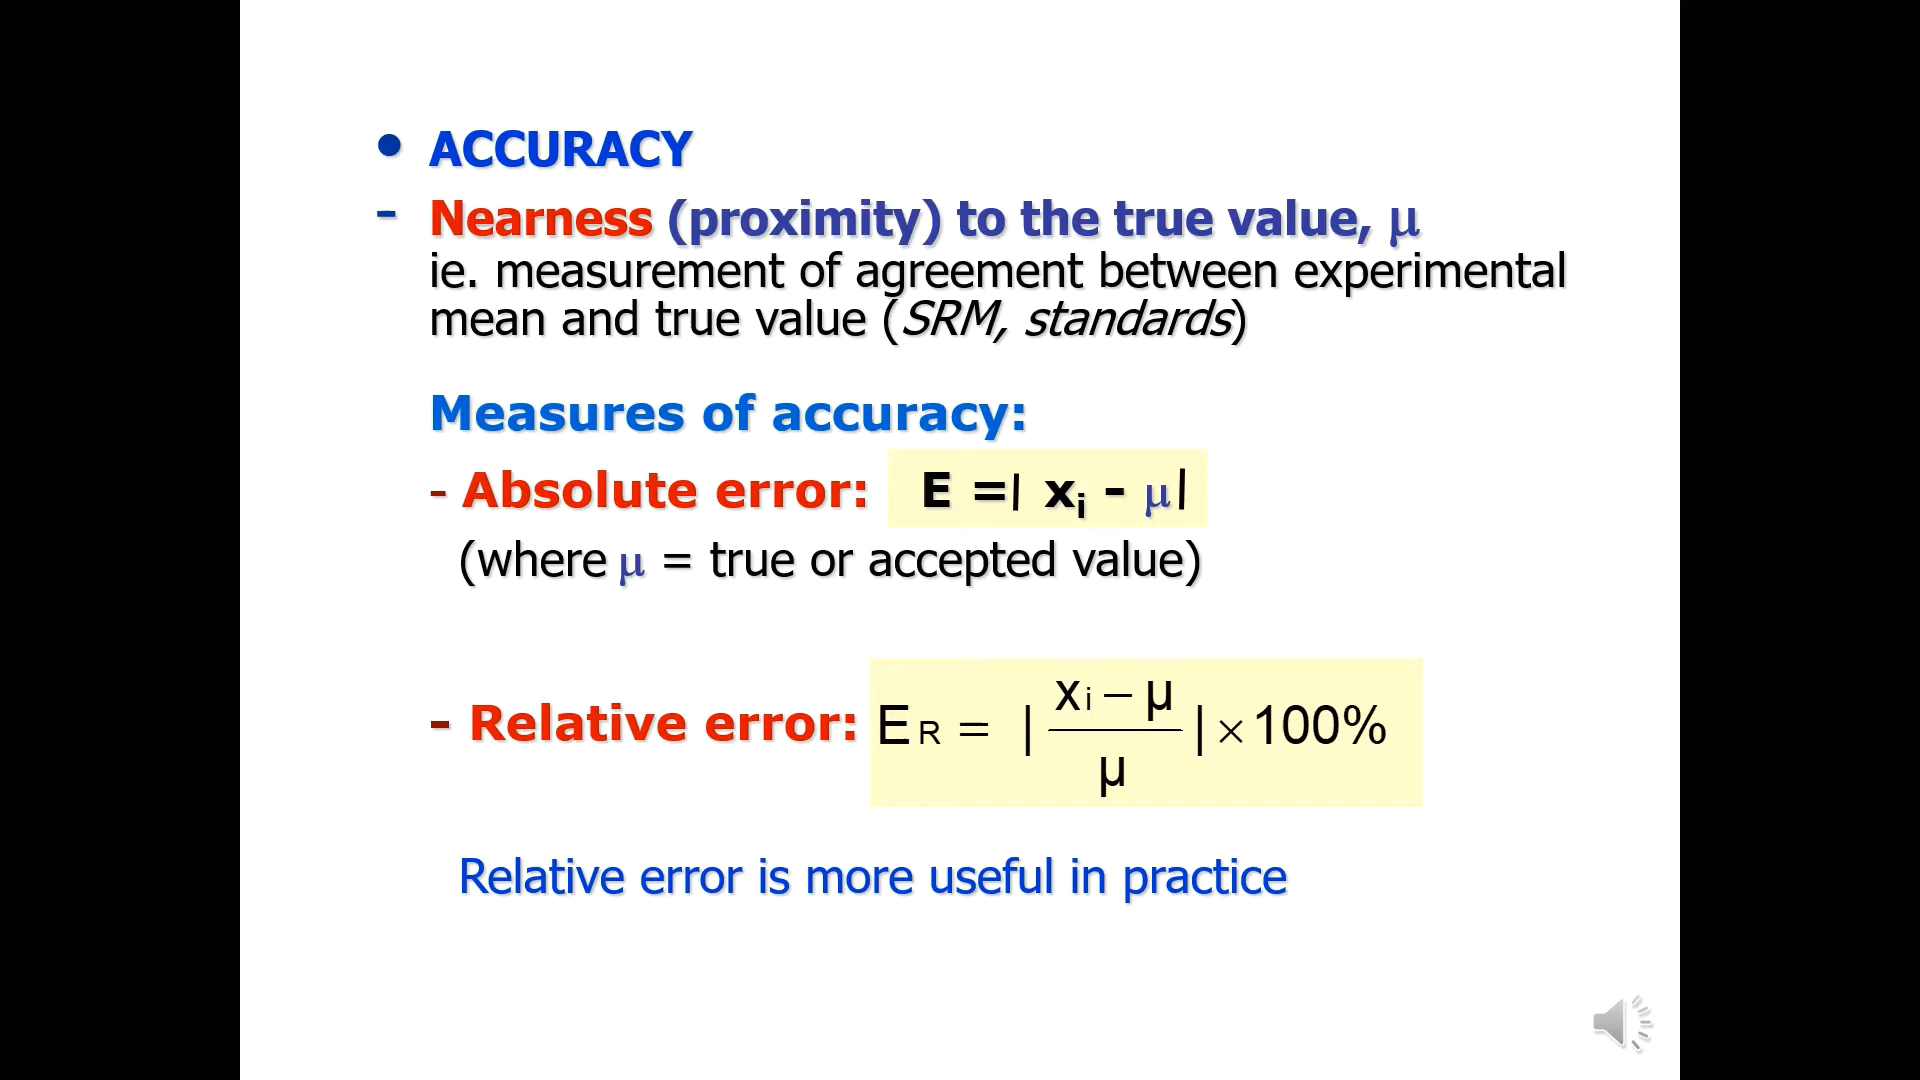 • ACCURACY
- Nearness (proximity) to the true value, μ
ie. measurement of agreement between experimental
mean and true value (SRM, standards)
Measures of accuracy:
- Absolute error: E =| xᵢ - μ|
(where μ = true or accepted value)
- Relative error: E_R = | (xᵢ – μ) / μ | ×100%
Relative error is more useful in practice